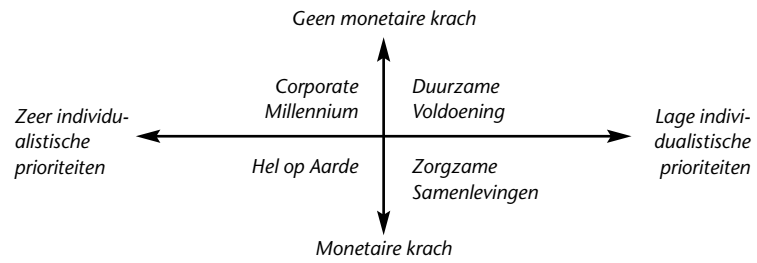 Geen monetaire krach
Corporate
Millennium
Duurzame
Voldoening
Zeer individu-
alistische
prioriteiten
Lage indivi-
dualistische
prioriteiten
Hel op Aarde
Zorgzame
Samenlevingen
Monetaire krach